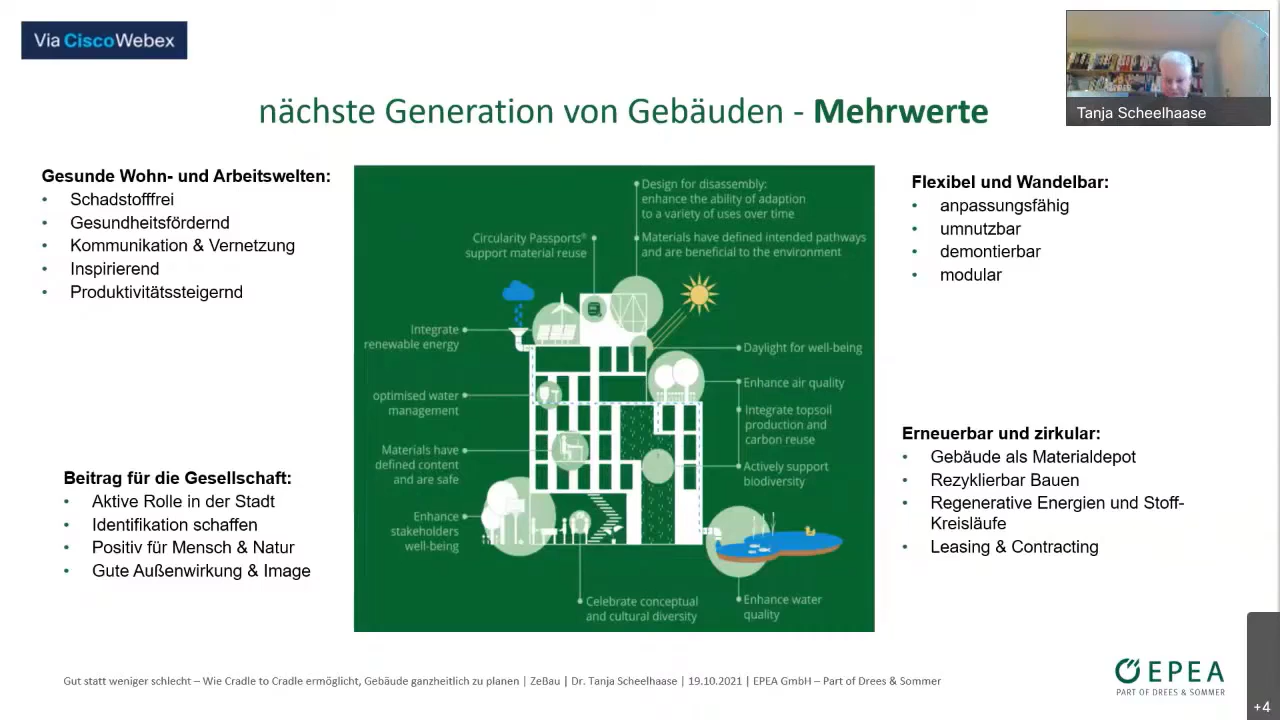 Via CiscoWebex
Tanja Scheelhaase
nächste Generation von Gebäuden - Mehrwerte
Gesunde Wohn- und Arbeitswelten:
• Schadstofffrei
• Gesundheitsfördernd
• Kommunikation & Vernetzung
• Inspirierend
• Produktivitätssteigernd
Beitrag für die Gesellschaft:
• Aktive Rolle in der Stadt
• Identifikation schaffen
• Positiv für Mensch & Natur
• Gute Außenwirkung & Image
Design for disassembly:
enhance the ability of adaption
to a variety of uses over time
Circularity Passports®
support material reuse
Materials have defined intended pathways
and are beneficial to the environment
Integrate
renewable energy
Daylight for well-being
optimised water
management
Enhance air quality
Integrate topsoil
production and
carbon reuse
Materials have
defined content
and are safe
Actively support
biodiversity
Enhance
stakeholders
well-being
Celebrate conceptual
and cultural diversity
Enhance water
quality
Flexibel und Wandelbar:
• anpassungsfähig
• umnutzbar
• demontierbar
• modular
Erneuerbar und zirkular:
• Gebäude als Materialdepot
• Rezyklierbar Bauen
• Regenerative Energien und Stoff-
Kreisläufe
• Leasing & Contracting
Gut statt weniger schlecht – Wie Cradle to Cradle ermöglicht, Gebäude ganzheitlich zu planen | ZeBau | Dr. Tanja Scheelhaase | 19.10.2021 | EPEA GmbH – Part of Drees & Sommer
EPEA
PART OF DREES & SOMMER
+4